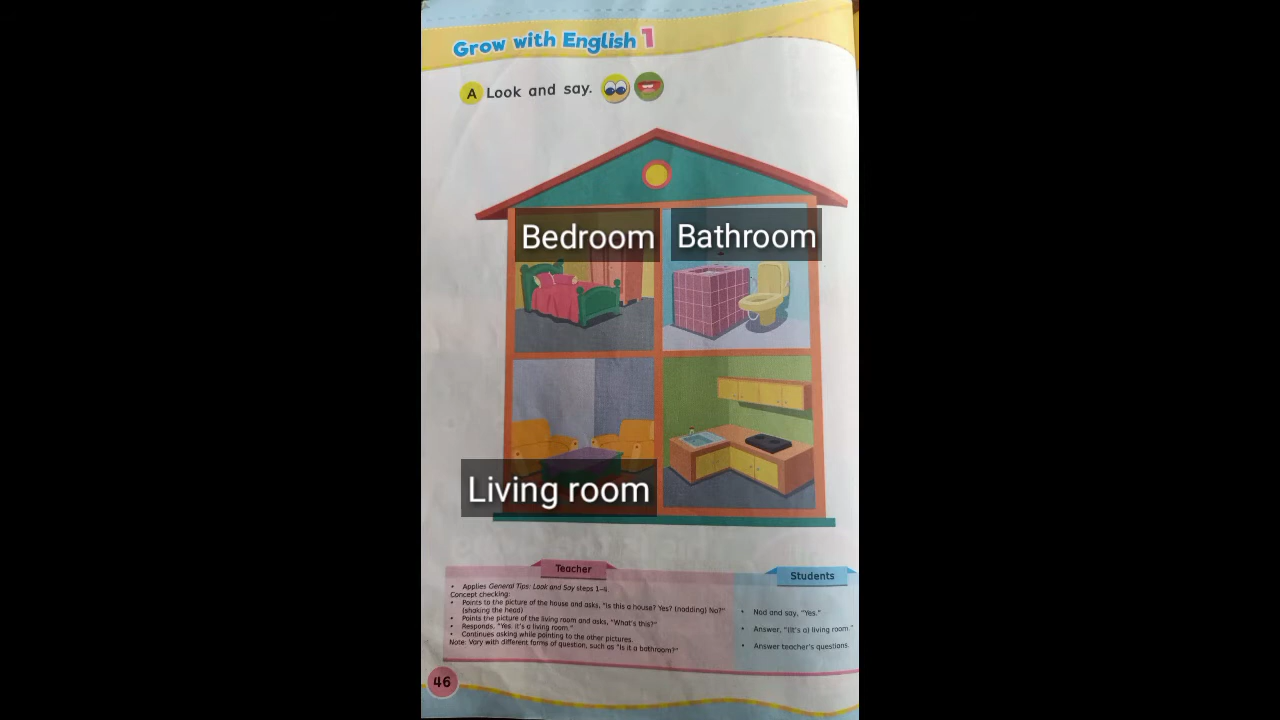 Grow with English 1
A Look and say.
Bedroom
Bathroom
Living room
Teacher
• Applies General Tips: Look and Say steps 1–4.
Concept checking:
• Points to the picture of the house and asks, "Is this a house? Yes? (nodding) No?"
(shaking the head)
• Points the picture of the living room and asks, "What's this?"
• Responds, "Yes. It's a living room."
• Continues asking while pointing to the other pictures.
Note: Vary with different forms of question, such as "Is it a bathroom?"
Students
• Nod and say, "Yes."
• Answer, "(It's a) living room."
• Answer teacher's questions.
46